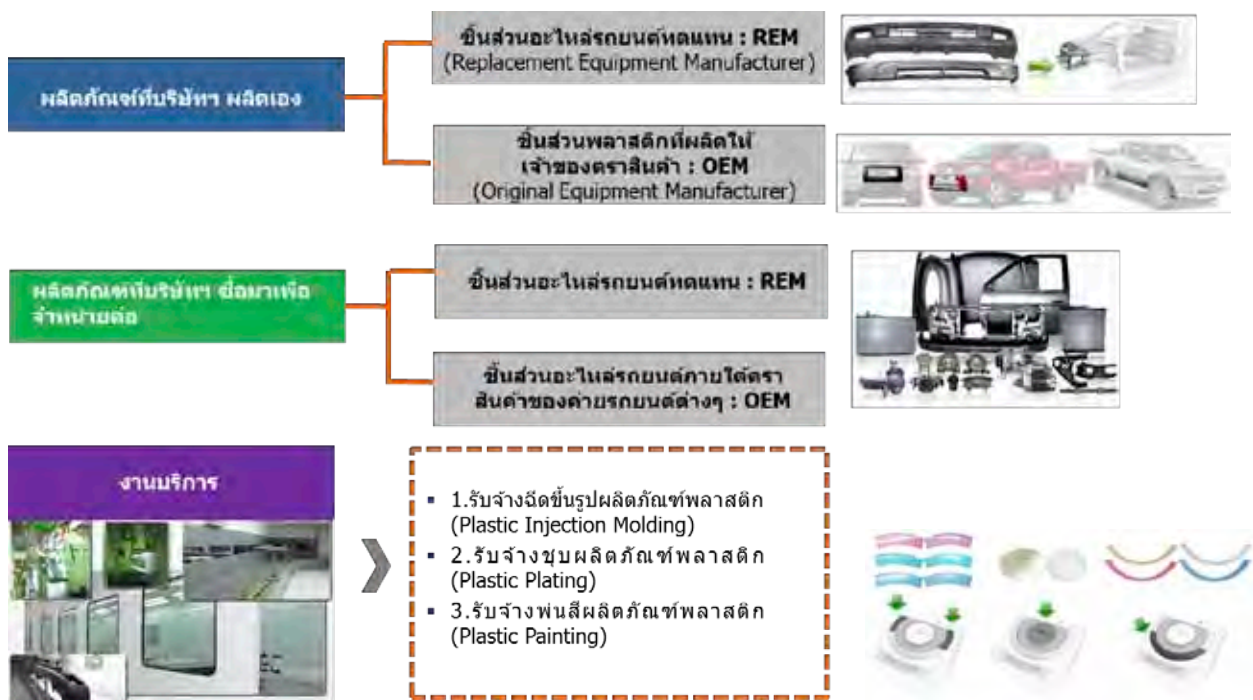 ชิ้นส่วนอะไหล่รถยนต์ทดแทน : REM
(Replacement Equipment Manufacturer)
ผลิตภัณฑ์ที่บริษัทฯ ผลิตเอง
ชิ้นส่วนพลาสติกที่ผลิตให้
เจ้าของตราสินค้า : OEM
(Original Equipment Manufacturer)
ผลิตภัณฑ์ที่บริษัทฯ ซื้อมาเพื่อ
จำหน่ายต่อ
ชิ้นส่วนอะไหล่รถยนต์ทดแทน : REM
ชิ้นส่วนอะไหล่รถยนต์ภายใต้ตรา
สินค้าของค่ายรถยนต์ต่างๆ : OEM
งานบริการ
▪ 1.รับจ้างฉีดขึ้นรูปผลิตภัณฑ์พลาสติก
(Plastic Injection Molding)
▪ 2.รับจ้างชุบผลิตภัณฑ์พลาสติก
(Plastic Plating)
▪ 3.รับจ้างพ่นสีผลิตภัณฑ์พลาสติก
(Plastic Painting)